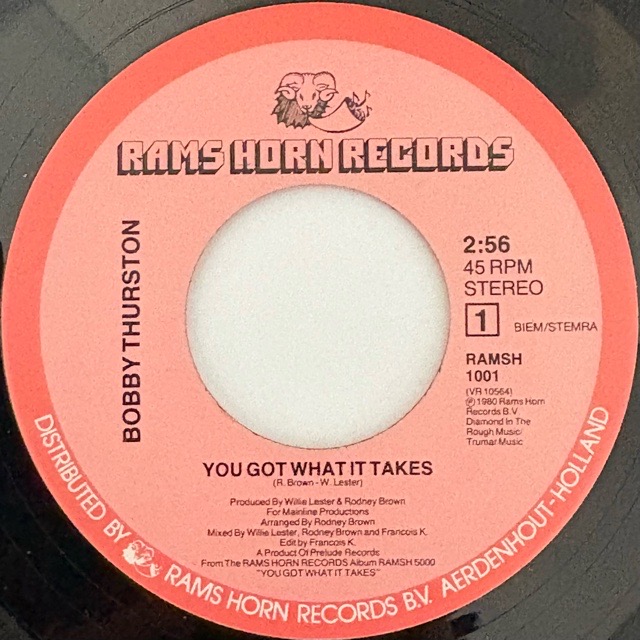 RAMS HORN RECORDS
BOBBY THURSTON
2:56
45 RPM
STEREO
1
BIEM/STEMRA
RAMSH
1001
(VR 10564)
℗ 1980 Rams Horn
Records B.V.
Diamond In The
Rough Music/
Trumar Music
YOU GOT WHAT IT TAKES
(R. Brown - W. Lester)
Produced By Willie Lester & Rodney Brown
For Mainline Productions
Arranged By Rodney Brown
Mixed By Willie Lester, Rodney Brown and Francois K.
Edit by Francois K.
A Product Of Prelude Records
From The RAMS HORN RECORDS Album RAMSH 5000
"YOU GOT WHAT IT TAKES"
DISTRIBUTED BY RAMS HORN RECORDS B.V. AERDENHOUT-HOLLAND